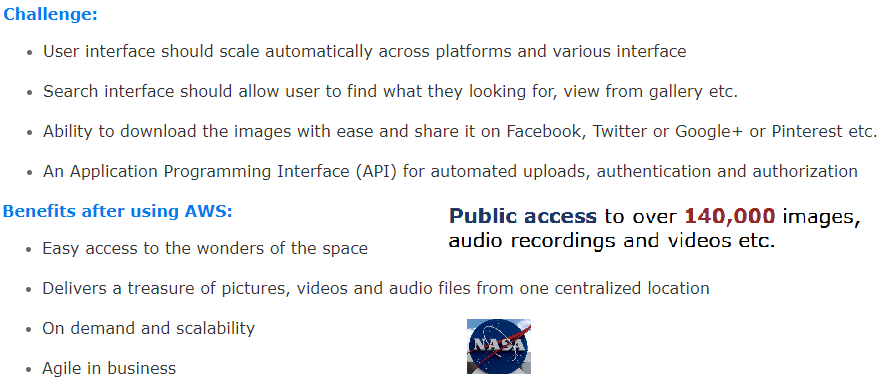 Challenge:
User interface should scale automatically across platforms and various interface
Search interface should allow user to find what they looking for, view from gallery etc.
Ability to download the images with ease and share it on Facebook, Twitter or Google+ or Pinterest etc.
An Application Programming Interface (API) for automated uploads, authentication and authorization
Benefits after using AWS:
Public access to over 140,000 images,
audio recordings and videos etc.
Easy access to the wonders of the space
Delivers a treasure of pictures, videos and audio files from one centralized location
On demand and scalability
NASA
Agile in business